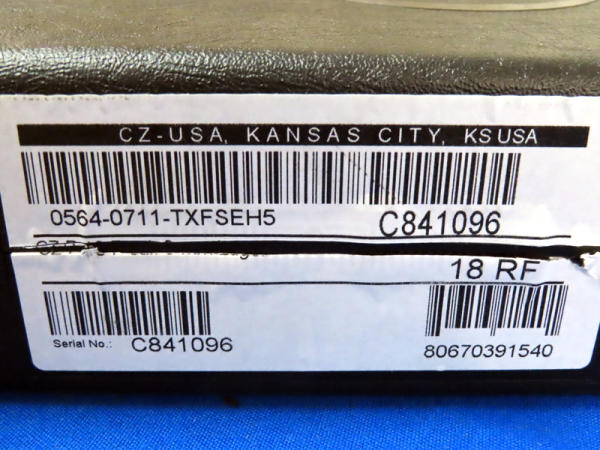 CZ-USA, KANSAS CITY, KS USA
0564-0711-TXFSEH5 C841096
18 RF
Serial No.: C841096
80670391540